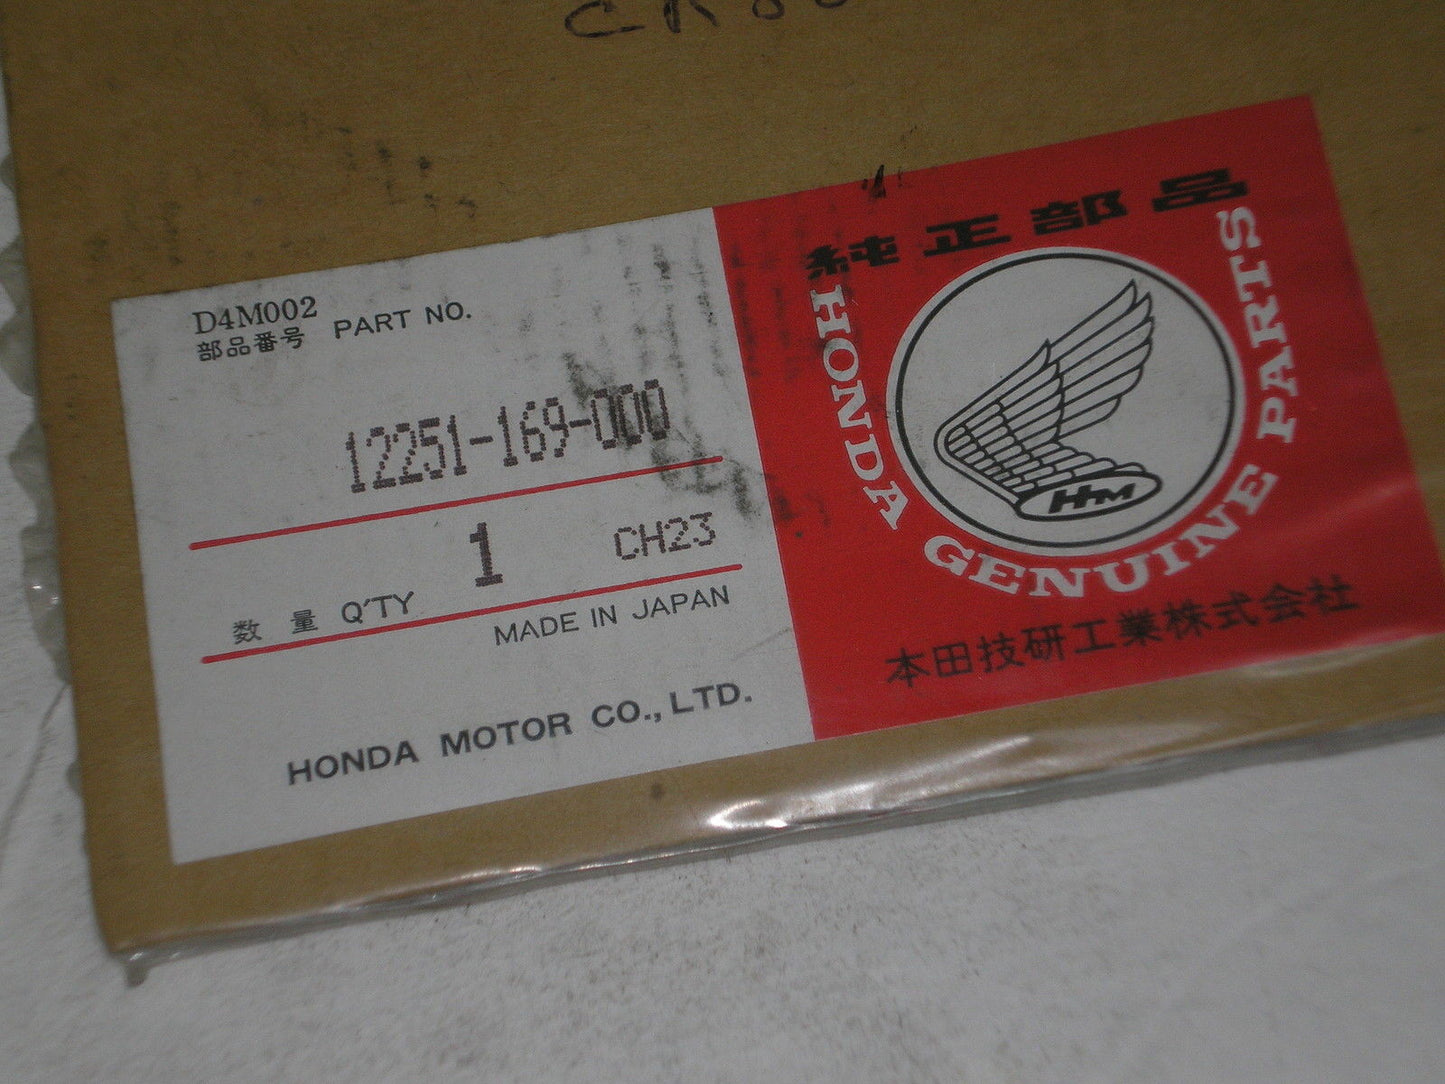 D4M002
部品番号 PART NO.
12251-169-000
数量 Q'TY 1 CH23
MADE IN JAPAN
HONDA MOTOR CO., LTD.
純正部品
HONDA GENUINE PARTS
HM
本田技研工業株式会社